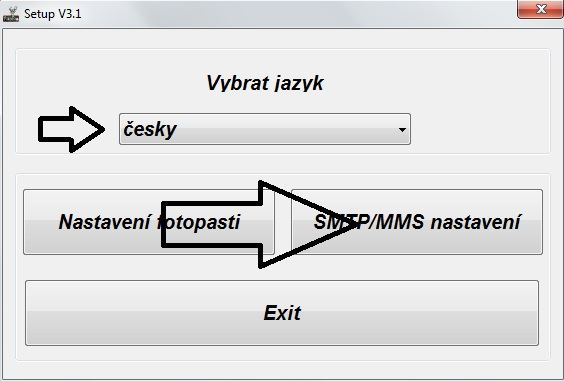 Setup V3.1
Vybrat jazyk
česky
Nastavení fotopasti
SMTP/MMS nastavení
Exit